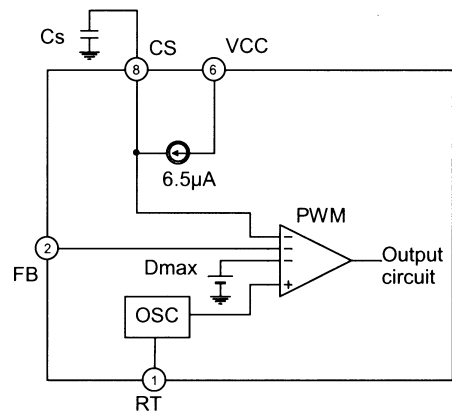 Cs
CS
VCC
8
6
6.5µA
PWM
2
FB
Dmax
Output
circuit
OSC
1
RT